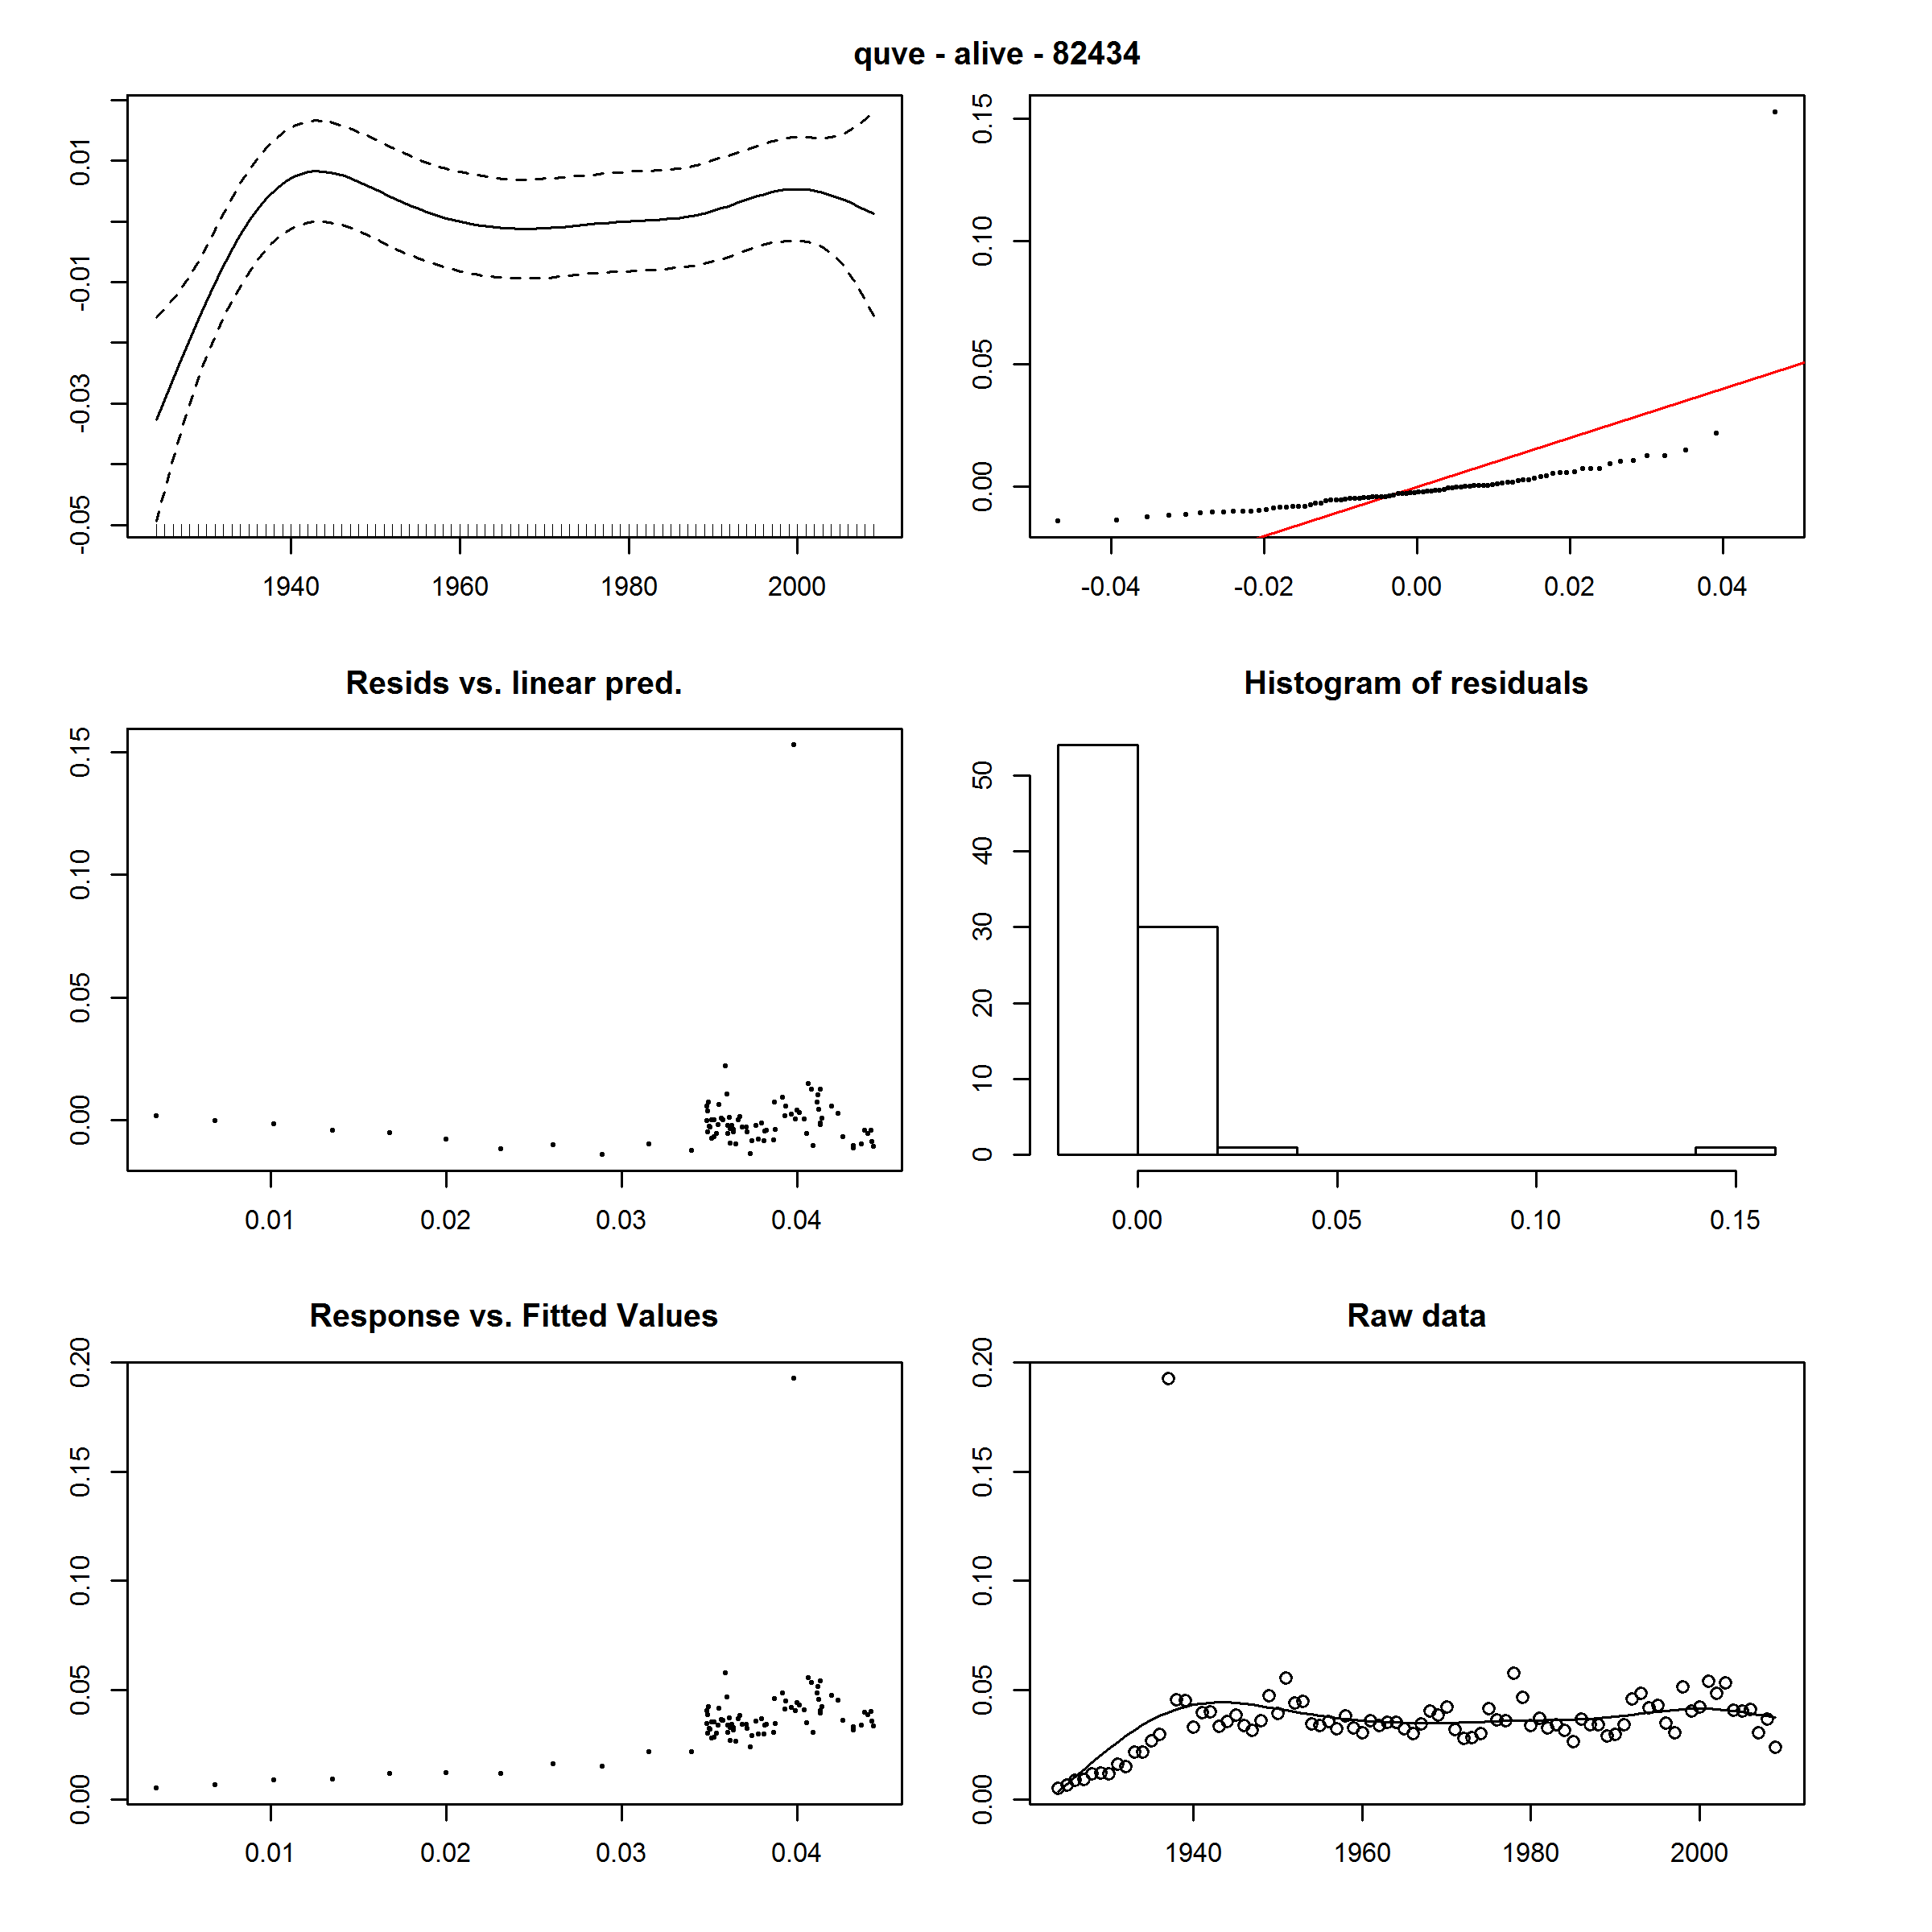 quve - alive - 82434
0.01
-0.01
-0.03
-0.05
1940 1960 1980 2000
0.15
0.10
0.05
0.00
-0.04 -0.02 0.00 0.02 0.04
Resids vs. linear pred.
0.15
0.10
0.05
0.00
0.01 0.02 0.03 0.04
Histogram of residuals
50
40
30
20
10
0
0.00 0.05 0.10 0.15
Response vs. Fitted Values
0.20
0.15
0.10
0.05
0.00
0.01 0.02 0.03 0.04
Raw data
0.20
0.15
0.10
0.05
0.00
1940 1960 1980 2000